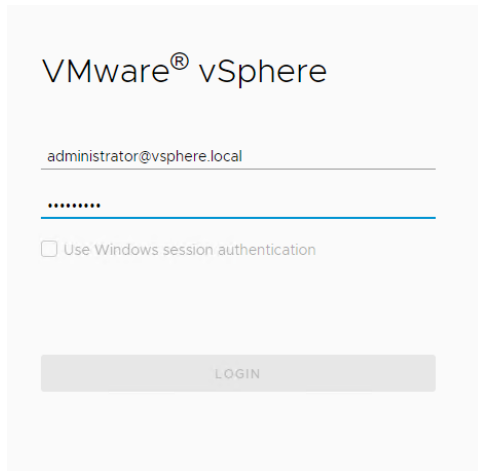 VMware® vSphere
administrator@vsphere.local
•••••••••
Use Windows session authentication
LOGIN